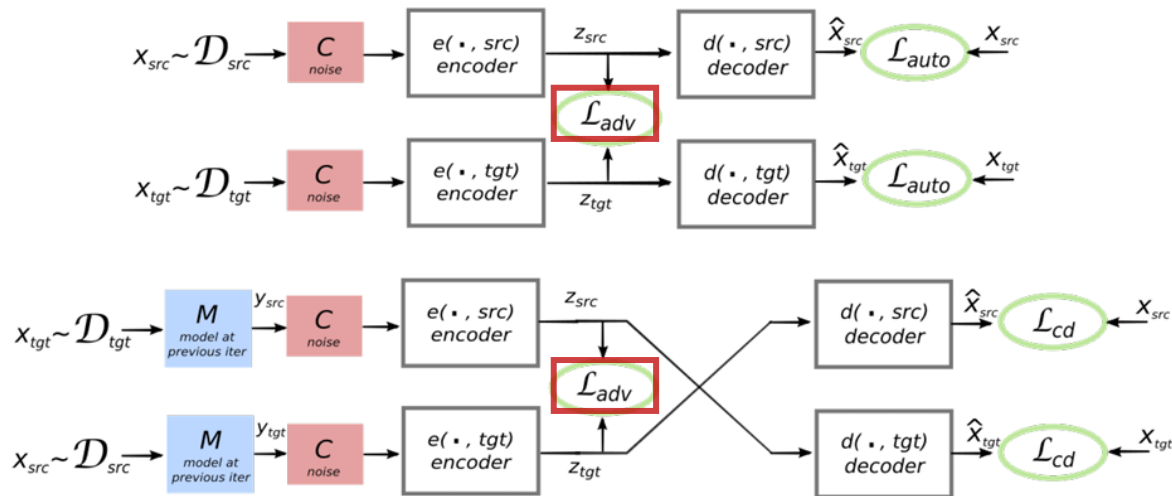 x_src ~ D_src
C
noise
e(·, src)
encoder
z_src
d(·, src)
decoder
x̂_src
L_auto
x_src
L_adv
x_tgt ~ D_tgt
C
noise
e(·, tgt)
encoder
z_tgt
d(·, tgt)
decoder
x̂_tgt
L_auto
x_tgt
x_tgt ~ D_tgt
M
model at
previous iter
y_src
C
noise
e(·, src)
encoder
z_src
d(·, src)
decoder
x̂_src
L_cd
x_src
L_adv
x_src ~ D_src
M
model at
previous iter
y_tgt
C
noise
e(·, tgt)
encoder
z_tgt
d(·, tgt)
decoder
x̂_tgt
L_cd
x_tgt